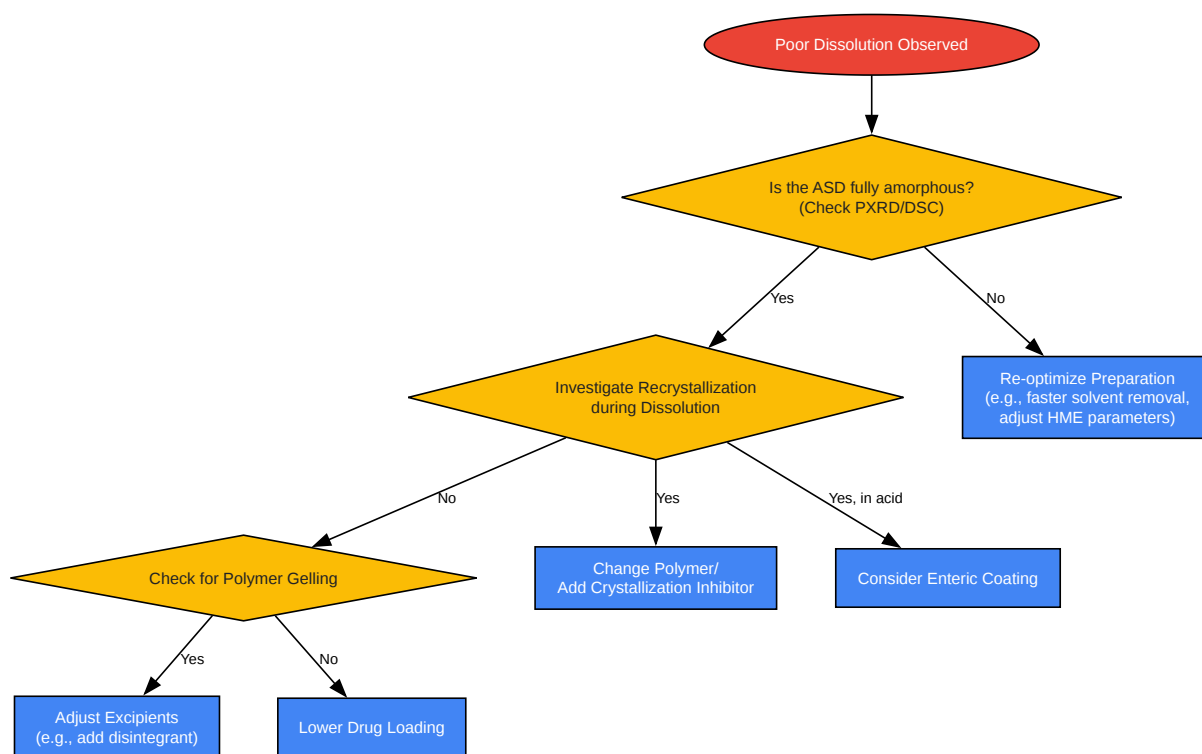 Poor Dissolution Observed
Is the ASD fully amorphous?
(Check PXRD/DSC)
Yes
No
Investigate Recrystallization
during Dissolution
Re-optimize Preparation
(e.g., faster solvent removal,
adjust HME parameters)
No
Yes
Yes, in acid
Check for Polymer Gelling
Change Polymer/
Add Crystallization Inhibitor
Consider Enteric Coating
Yes
No
Adjust Excipients
(e.g., add disintegrant)
Lower Drug Loading